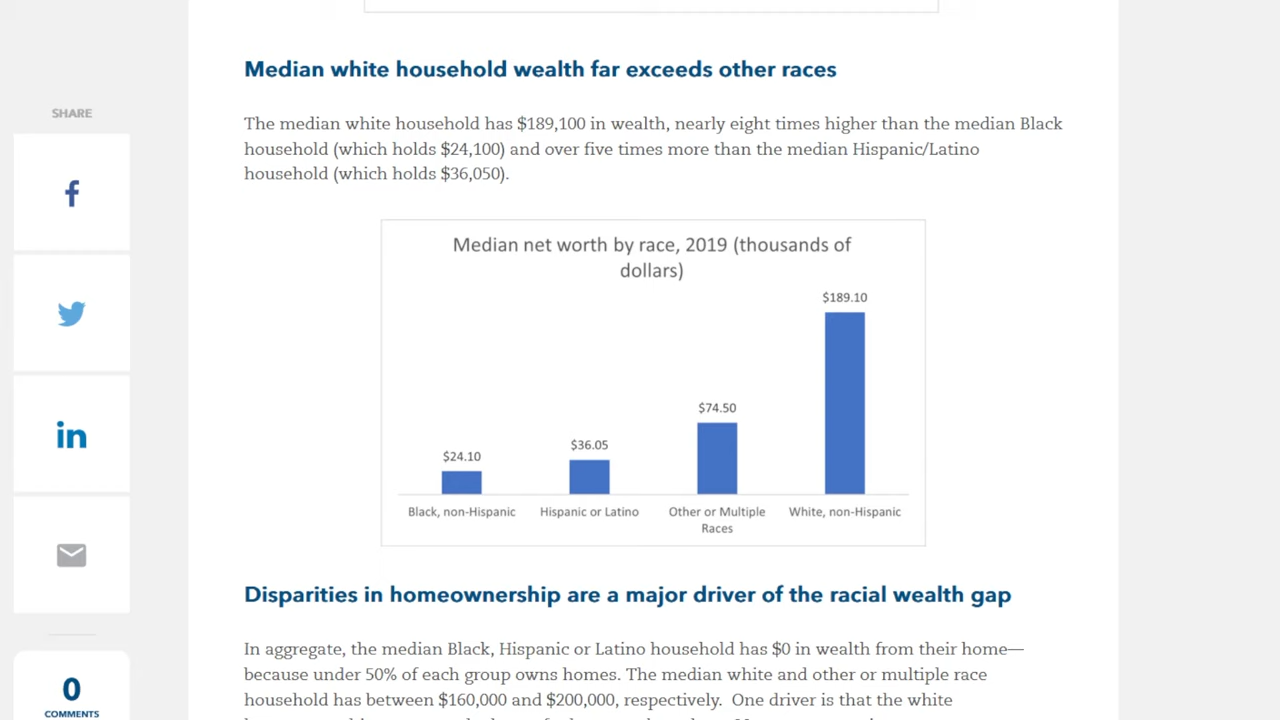 Median white household wealth far exceeds other races
SHARE
The median white household has $189,100 in wealth, nearly eight times higher than the median Black
household (which holds $24,100) and over five times more than the median Hispanic/Latino
household (which holds $36,050).
Median net worth by race, 2019 (thousands of
dollars)
$189.10
$74.50
$36.05
$24.10
Black, non-Hispanic
Hispanic or Latino
Other or Multiple
Races
White, non-Hispanic
in
Disparities in homeownership are a major driver of the racial wealth gap
In aggregate, the median Black, Hispanic or Latino household has $0 in wealth from their home—
because under 50% of each group owns homes. The median white and other or multiple race
household has between $160,000 and $200,000, respectively. One driver is that the white
0
COMMENTS